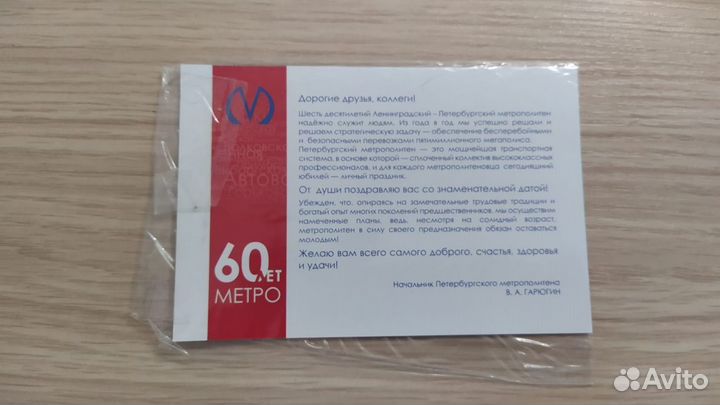 Дорогие друзья, коллеги!
Шесть десятилетий Ленинградский – Петербургский метрополитен
надёжно служит людям. Из года в год мы успешно решали и
решаем стратегическую задачу — обеспечение бесперебойными
и безопасными перевозками пятимиллионного мегаполиса.
Петербургский метрополитен — это мощнейшая транспортная
система, в основе которой — сплоченный коллектив высококлассных
профессионалов, и для каждого метрополитеновца сегодняшний
юбилей — личный праздник.
От души поздравляю вас со знаменательной датой!
Убежден, что, опираясь на замечательные трудовые традиции и
богатый опыт многих поколений предшественников, мы осуществим
намеченные планы, ведь, несмотря на солидный возраст,
метрополитен в силу своего предназначения обязан оставаться
молодым!
Желаю вам всего самого доброго, счастья, здоровья
и удачи!
Начальник Петербургского метрополитена
В. А. ГАРЮГИН
60 ЛЕТ
МЕТРО
Автово
Avito